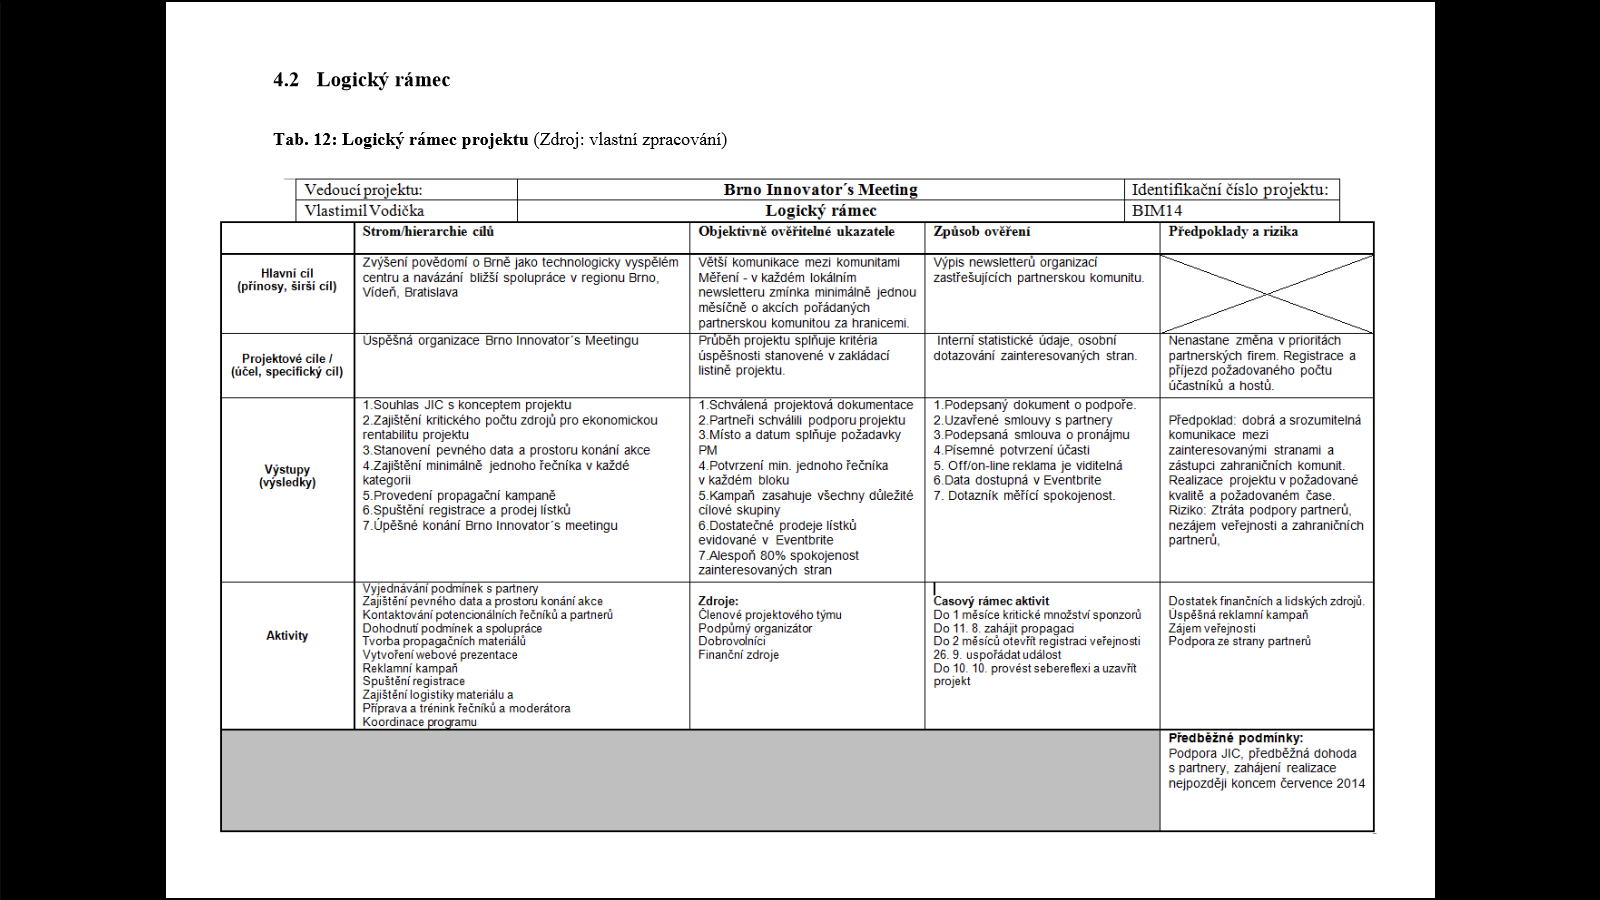 4.2 Logický rámec
Tab. 12: Logický rámec projektu (Zdroj: vlastní zpracování)
Vedoucí projektu:
Brno Innovator´s Meeting
Identifikační číslo projektu:
Vlastimil Vodička
Logický rámec
BIM14
Strom/hierarchie cílů
Objektivně ověřitelné ukazatele
Způsob ověření
Předpoklady a rizika
Hlavní cíl
(přínosy, širší cíl)
Zvýšení povědomí o Brně jako technologicky vyspělém
centru a navázání bližší spolupráce v regionu Brno,
Vídeň, Bratislava
Větší komunikace mezi komunitami
Měření - v každém lokálním
newsletteru zmínka minimálně jednou
měsíčně o akcích pořádaných
partnerskou komunitou za hranicemi.
Výpis newsletterů organizací
zastřešujících partnerskou komunitu.
Projektové cíle /
(účel, specifický cíl)
Úspěšná organizace Brno Innovator´s Meetingu
Průběh projektu splňuje kritéria
úspěšnosti stanovené v zakládací
listině projektu.
Interní statistické údaje, osobní
dotazování zainteresovaných stran.
Nenastane změna v prioritách
partnerských firem. Registrace a
příjezd požadovaného počtu
účastníků a hostů.
Výstupy
(výsledky)
1.Souhlas JIC s konceptem projektu
2.Zajištění kritického počtu zdrojů pro ekonomickou
rentabilitu projektu
3.Stanovení pevného data a prostoru konání akce
4.Zajištění minimálně jednoho řečníka v každé
kategorii
5.Provedení propagační kampaně
6.Spuštění registrace a prodej lístků
7.Úpěšné konání Brno Innovator´s meetingu
1.Schválená projektová dokumentace
2.Partneři schválili podporu projektu
3.Místo a datum splňuje požadavky
PM
4.Potvrzení min. jednoho řečníka
v každém bloku
5.Kampaň zasahuje všechny důležité
cílové skupiny
6.Dostatečné prodeje lístků
evidované v Eventbrite
7.Alespoň 80% spokojenost
zainteresovaných stran
1.Podepsaný dokument o podpoře.
2.Uzavřené smlouvy s partnery
3.Podepsaná smlouva o pronájmu
4.Písemné potvrzení účasti
5. Off/on-line reklama je viditelná
6.Data dostupná v Eventbrite
7. Dotazník měřící spokojenost.
Předpoklad: dobrá a srozumitelná
komunikace mezi
zainteresovanými stranami a
zástupci zahraničních komunit.
Realizace projektu v požadované
kvalitě a požadovaném čase.
Riziko: Ztráta podpory partnerů,
nezájem veřejnosti a zahraničních
partnerů,
Aktivity
Vyjednávání podmínek s partnery
Zajištění pevného data a prostoru konání akce
Kontaktování potencionálních řečníků a partnerů
Dohodnutí podmínek a spolupráce
Tvorba propagačních materiálů
Vytvoření webové prezentace
Reklamní kampaň
Spuštění registrace
Zajištění logistiky materiálu a
Příprava a trénink řečníků a moderátora
Koordinace programu
Zdroje:
Členové projektového týmu
Podpůrný organizátor
Dobrovolníci
Finanční zdroje
Časový rámec aktivit
Do 1 měsíce kritické množství sponzorů
Do 11. 8. zahájit propagaci
Do 2 měsíců otevřít registraci veřejnosti
26. 9. uspořádat událost
Do 10. 10. provést sebereflexi a uzavřít
projekt
Dostatek finančních a lidských zdrojů.
Úspěšná reklamní kampaň
Zájem veřejnosti
Podpora ze strany partnerů
Předběžné podmínky:
Podpora JIC, předběžná dohoda
s partnery, zahájení realizace
nejpozději koncem července 2014